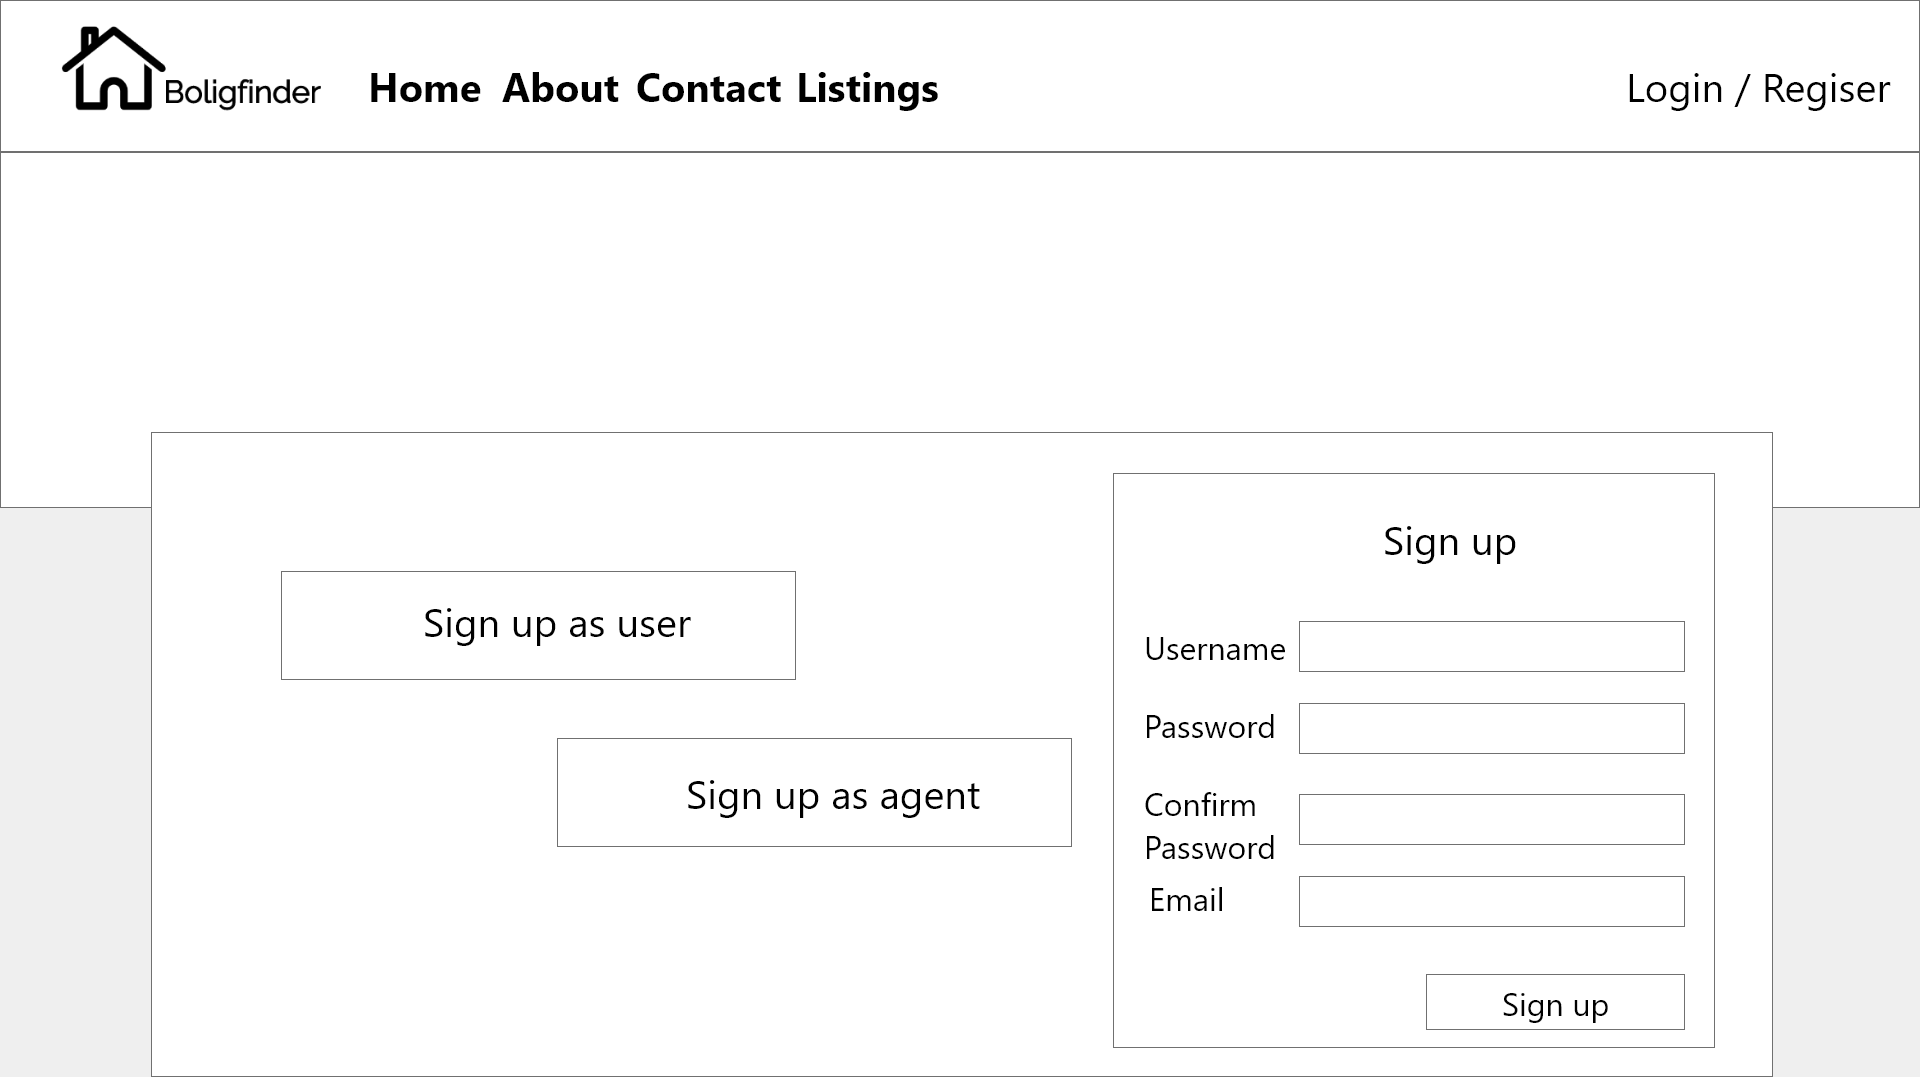 Boligfinder Home About Contact Listings Login / Regiser
Sign up as user
Sign up as agent
Sign up
Username
Password
Confirm
Password
Email
Sign up